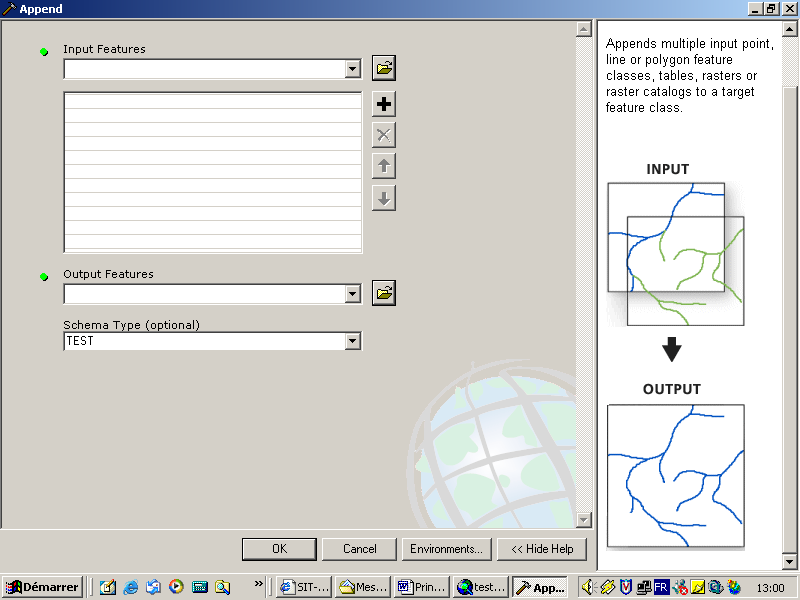 Append
Input Features
Output Features
Schema Type (optional)
TEST
OK
Cancel
Environments...
<< Hide Help
Appends multiple input point,
line or polygon feature
classes, tables, rasters or
raster catalogs to a target
feature class.
INPUT
OUTPUT
Démarrer
»
SIT-...
Mes...
Prin...
test...
App...
FR
13:00